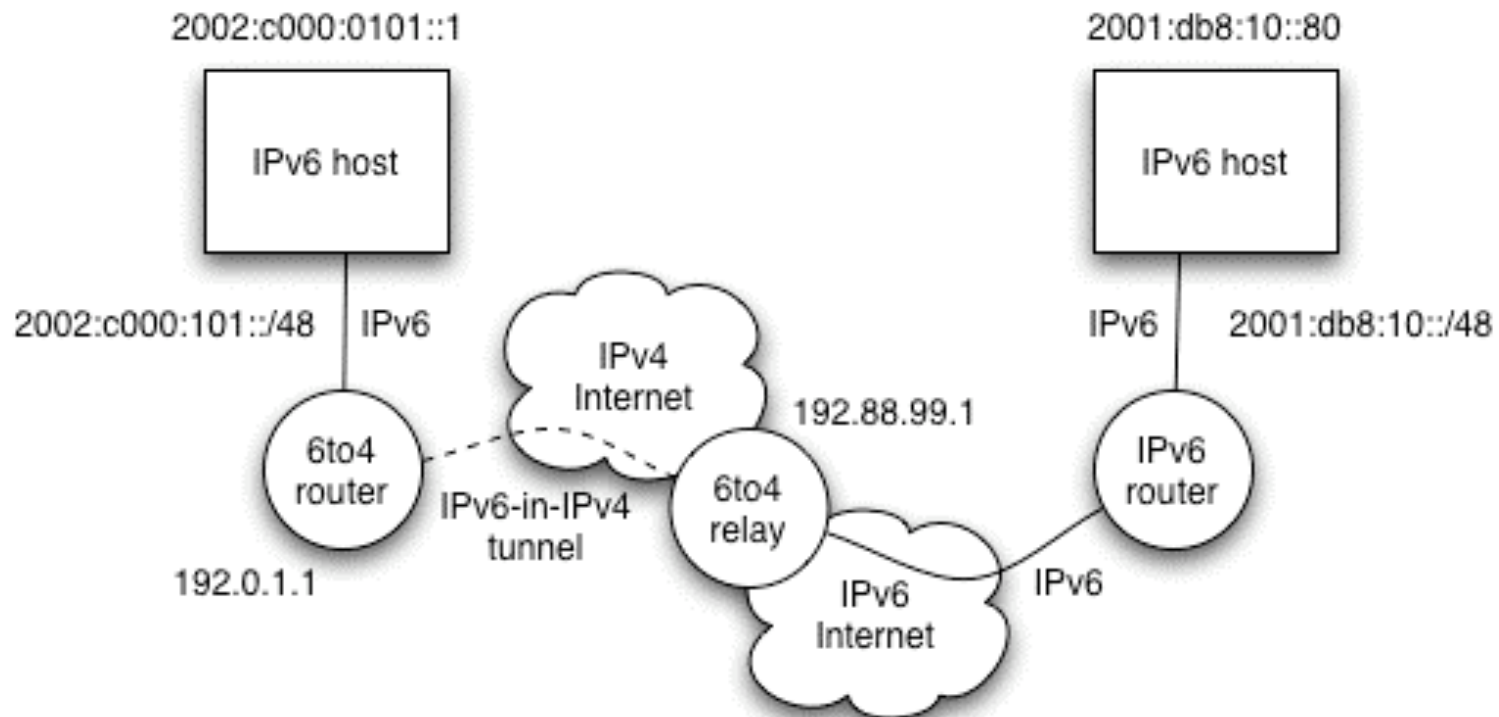 2002:c000:0101::1
2001:db8:10::80
IPv6 host
IPv6 host
2002:c000:101::/48
IPv6
IPv6
2001:db8:10::/48
IPv4
Internet
192.88.99.1
6to4
router
IPv6-in-IPv4
tunnel
6to4
relay
IPv6
router
192.0.1.1
IPv6
Internet
IPv6